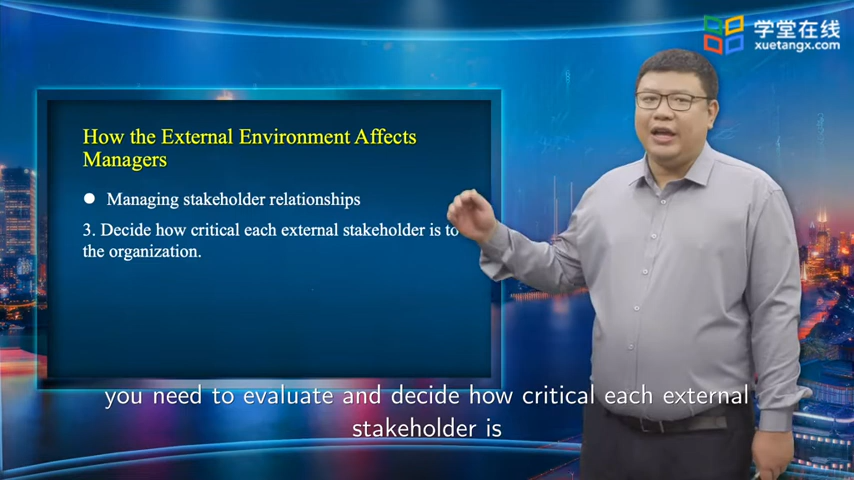 学堂在线
xuetangx.com
How the External Environment Affects
Managers
● Managing stakeholder relationships
3. Decide how critical each external stakeholder is to
the organization.
you need to evaluate and decide how critical each external
stakeholder is